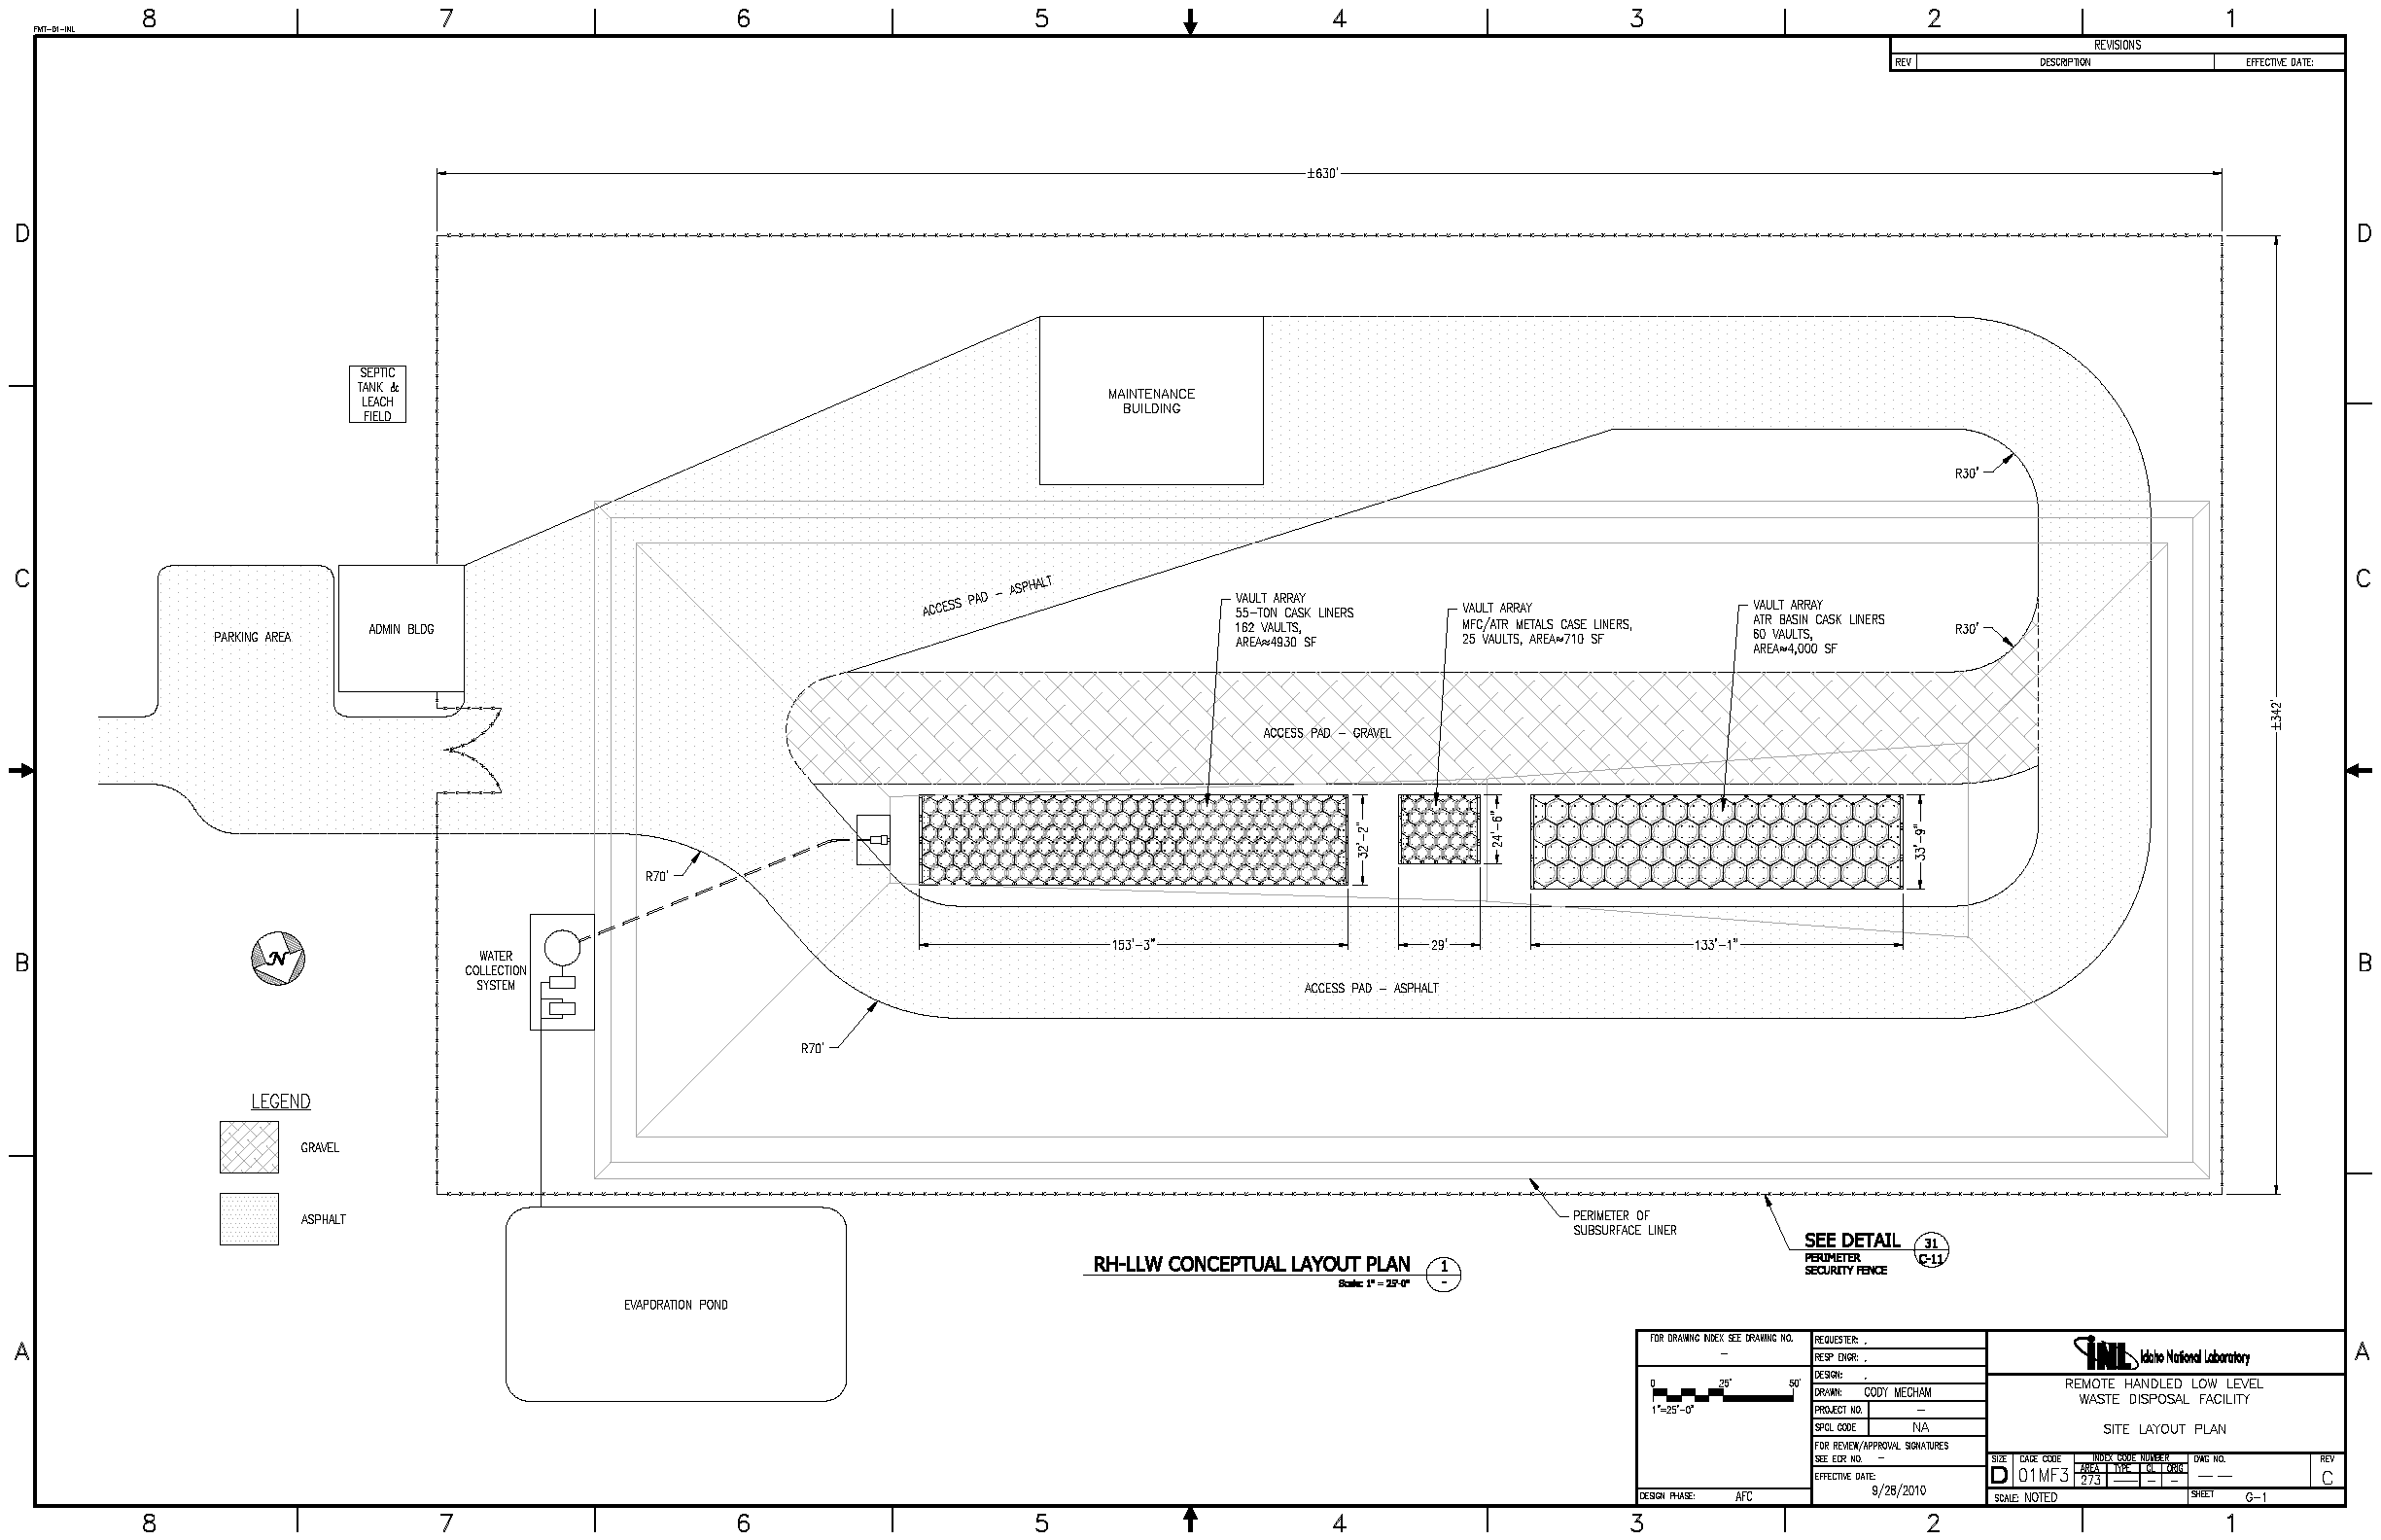 8 7 6 5 4 3 2 1
FMT-01-INL
REVISIONS
REV DESCRIPTION EFFECTIVE DATE:
±630'
D D
SEPTIC
TANK &
LEACH
FIELD
MAINTENANCE
BUILDING
R30'
C C
PARKING AREA
ADMIN BLDG
ACCESS PAD - ASPHALT
VAULT ARRAY
55-TON CASK LINERS
162 VAULTS,
AREA≈4930 SF
VAULT ARRAY
MFC/ATR METALS CASE LINERS,
25 VAULTS, AREA≈710 SF
VAULT ARRAY
ATR BASIN CASK LINERS
60 VAULTS,
AREA≈4,000 SF
R30'
±342'
ACCESS PAD - GRAVEL
32'-2"
24'-6"
33'-9"
R70'
153'-3"
29'
133'-1"
N
B B
WATER
COLLECTION
SYSTEM
ACCESS PAD - ASPHALT
R70'
LEGEND
GRAVEL
ASPHALT
PERIMETER OF
SUBSURFACE LINER
SEE DETAIL 31
PERIMETER C-11
SECURITY FENCE
RH-LLW CONCEPTUAL LAYOUT PLAN 1
Scale: 1" = 25'-0" -
EVAPORATION POND
A A
FOR DRAWING INDEX SEE DRAWING NO.
-
0 25' 50'
1"=25'-0"
DESIGN PHASE: AFC
REQUESTER: .
RESP ENGR: .
DESIGN: .
DRAWN: CODY MECHAM
PROJECT NO. -
SPCL CODE NA
FOR REVIEW/APPROVAL SIGNATURES
SEE ECR NO. -
EFFECTIVE DATE:
9/28/2010
INL Idaho National Laboratory
REMOTE HANDLED LOW LEVEL
WASTE DISPOSAL FACILITY
SITE LAYOUT PLAN
SIZE CAGE CODE INDEX CODE NUMBER DWG NO. REV
AREA TYPE CL ORIG
D 01MF3 273 — - - — — C
SCALE: NOTED SHEET G-1
8 7 6 5 4 3 2 1